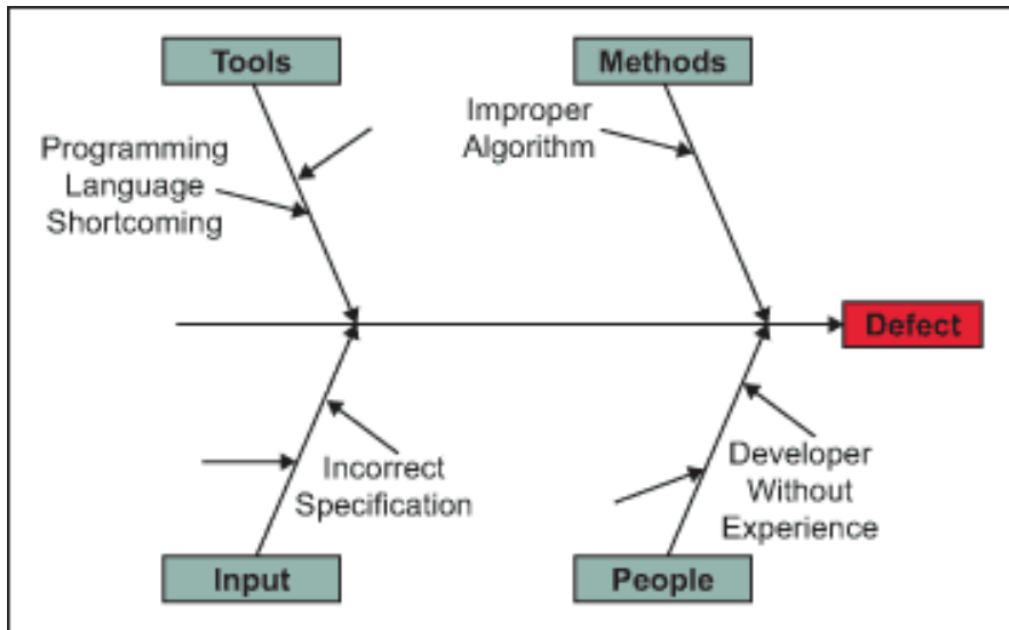 Tools
Methods
Programming
Language
Shortcoming
Improper
Algorithm
Defect
Incorrect
Specification
Developer
Without
Experience
Input
People